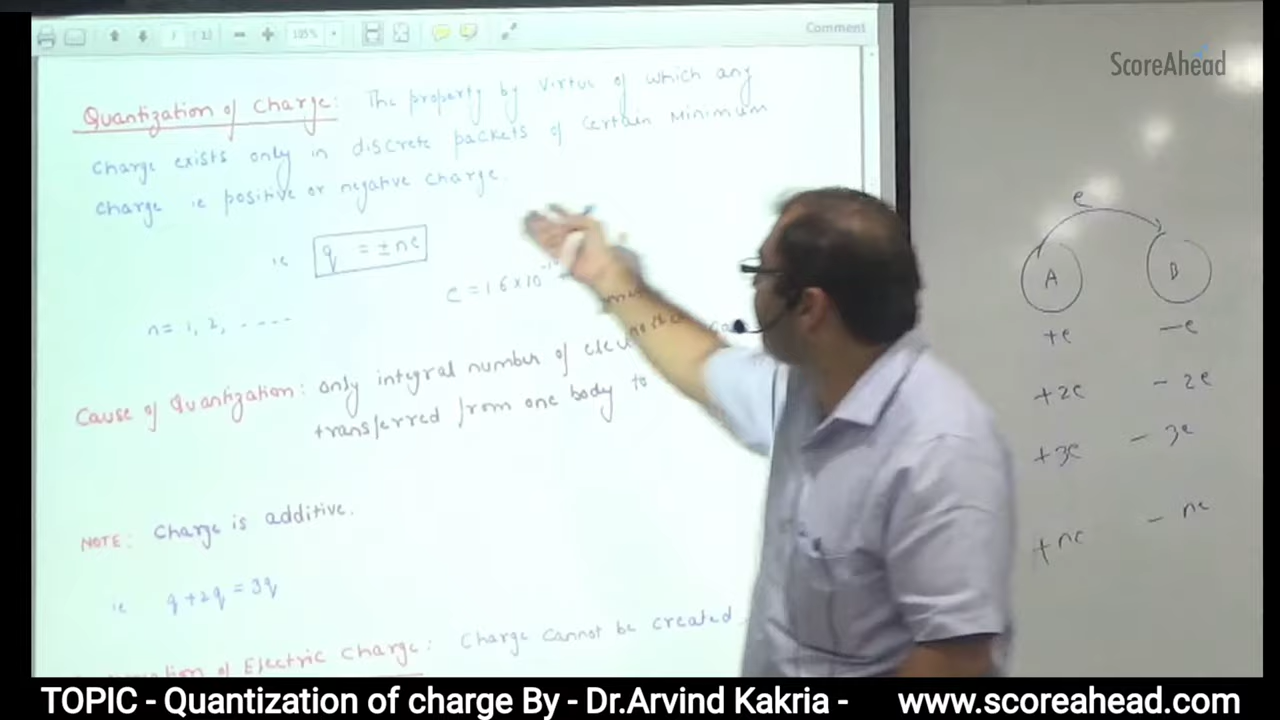 Comment
ScoreAhead
Quantization of charge: The property by virtue of which any
charge exists only in discrete packets of certain minimum
charge ie positive or negative charge.
ie q = ±ne
e = 1.6 × 10
n = 1, 2, -----
Cause of Quantization: only integral number of
transferred from one body to
NOTE: Charge is additive.
ie q + 2q = 3q
of Electric Charge: Charge cannot be created
e
A B
+e -e
+2e -2e
+3e -3e
+ne -ne
TOPIC - Quantization of charge By - Dr.Arvind Kakria - www.scoreahead.com